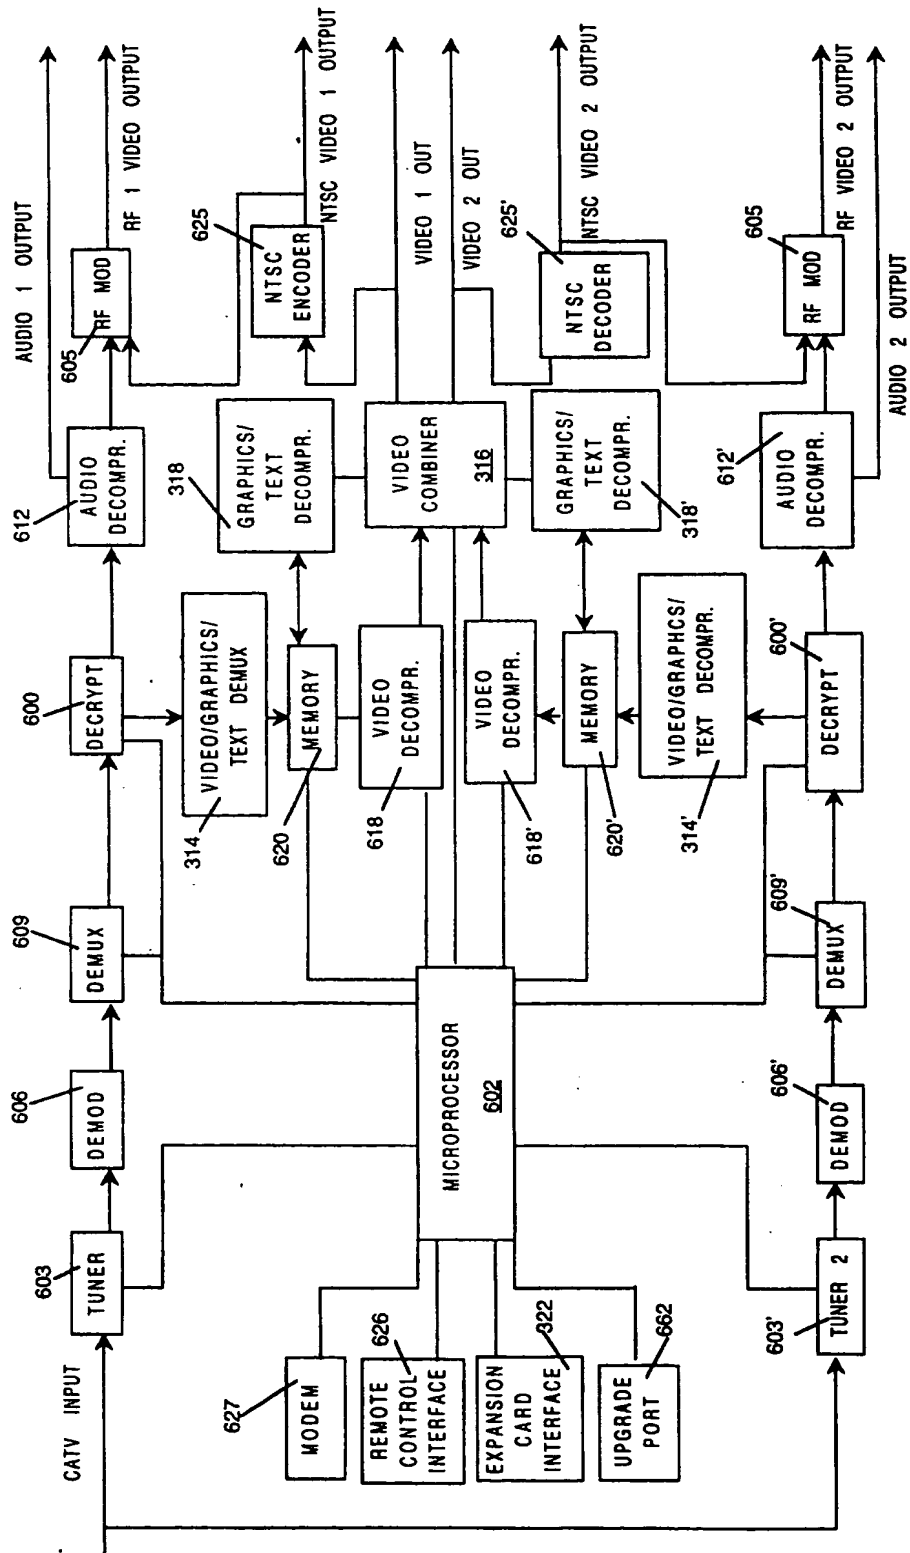 CATV INPUT
603
TUNER
606
DEMOD
609
DEMUX
600
DECRYPT
612
AUDIO
DECOMPR.
605
RF MOD
AUDIO 1 OUTPUT
RF 1 VIDEO OUTPUT
314
VIDEO/GRAPHICS/
TEXT DEMUX
318
GRAPHICS/
TEXT
DECOMPR.
625
NTSC
ENCODER
NTSC VIDEO 1 OUTPUT
627
MODEM
620
MEMORY
626
REMOTE
CONTROL
INTERFACE
618
VIDEO
DECOMPR.
MICROPROCESSOR
602
VIDEO
COMBINER
316
VIDEO 1 OUT
VIDEO 2 OUT
322
EXPANSION
CARD
INTERFACE
618'
VIDEO
DECOMPR.
625'
NTSC
DECODER
NTSC VIDEO 2 OUTPUT
662
UPGRADE
PORT
620'
MEMORY
GRAPHICS/
TEXT
DECOMPR.
318'
314'
VIDEO/GRAPHCS/
TEXT DECOMPR.
603'
TUNER 2
606'
DEMOD
609'
DEMUX
600'
DECRYPT
612'
AUDIO
DECOMPR.
605
RF MOD
RF VIDEO 2 OUTPUT
AUDIO 2 OUTPUT